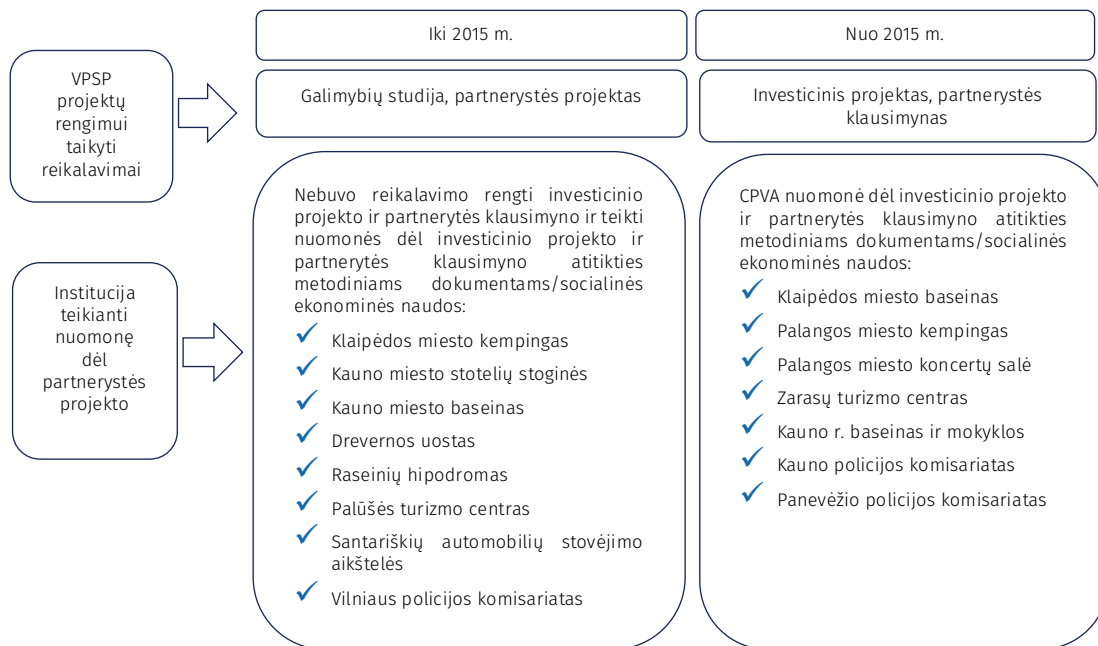 Iki 2015 m.
Nuo 2015 m.
VPSP
projektų
rengimui
taikyti
reikalavimai
Galimybių studija, partnerystės projektas
Investicinis projektas, partnerystės
klausimynas
Institucija
teikianti
nuomonę
dėl
partnerystės
projekto
Nebuvo reikalavimo rengti investicinio
projekto ir partnerytės klausimyno ir teikti
nuomonės dėl investicinio projekto ir
partnerytės klausimyno atitikties
metodiniams dokumentams/socialinės
ekonominės naudos:
Klaipėdos miesto kempingas
Kauno miesto stotelių stoginės
Kauno miesto baseinas
Drevernos uostas
Raseinių hipodromas
Palūšės turizmo centras
Santariškių automobilių stovėjimo
aikštelės
Vilniaus policijos komisariatas
CPVA nuomonė dėl investicinio projekto
ir partnerytės klausimyno atitikties
metodiniams dokumentams/socialinės
ekonominės naudos:
Klaipėdos miesto baseinas
Palangos miesto kempingas
Palangos miesto koncertų salė
Zarasų turizmo centras
Kauno r. baseinas ir mokyklos
Kauno policijos komisariatas
Panevėžio policijos komisariatas